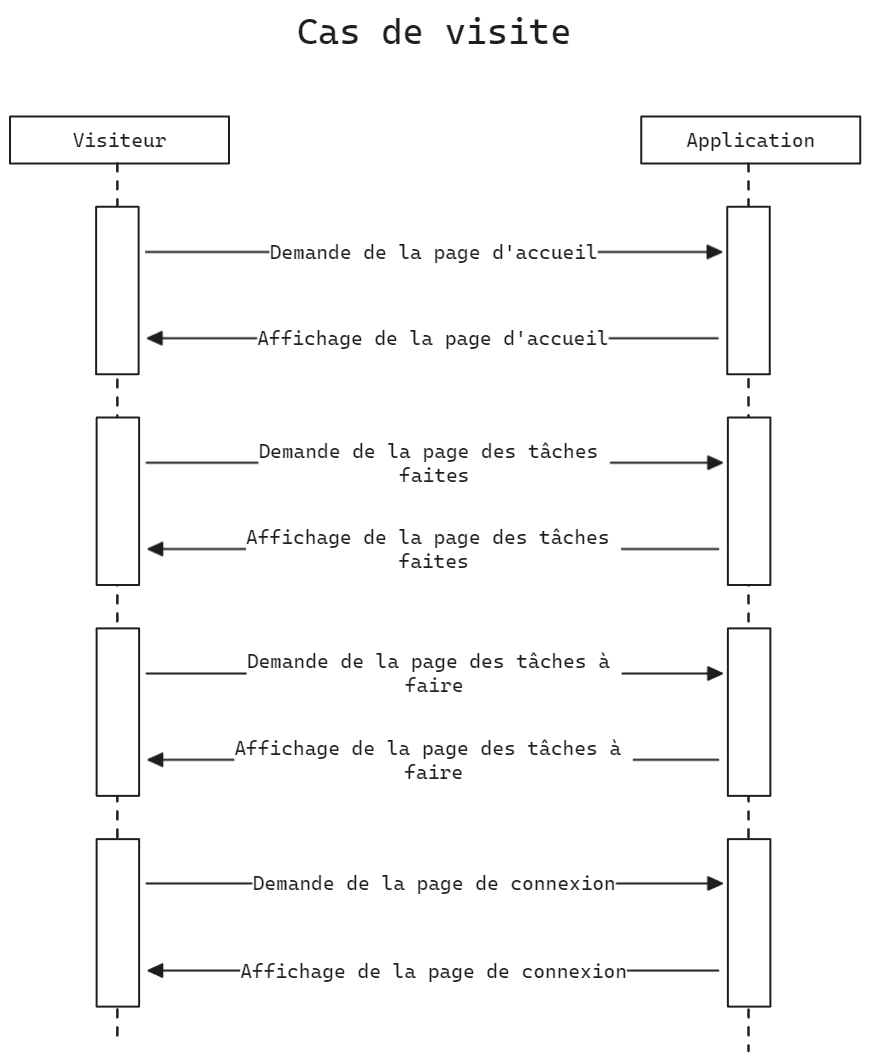 Cas de visite
Visiteur
Application
Demande de la page d'accueil
Affichage de la page d'accueil
Demande de la page des tâches
faites
Affichage de la page des tâches
faites
Demande de la page des tâches à
faire
Affichage de la page des tâches à
faire
Demande de la page de connexion
Affichage de la page de connexion